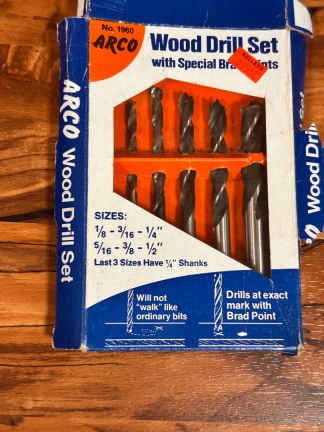 No. 1960
ARCO
Wood Drill Set
with Special Brad
ARCO Wood Drill Set
SIZES:
1/8 - 3/16 - 1/4"
5/16 - 3/8 - 1/2"
Last 3 Sizes Have 1/4" Shanks
Will not
"walk" like
ordinary bits
Drills at exact
mark with
Brad Point